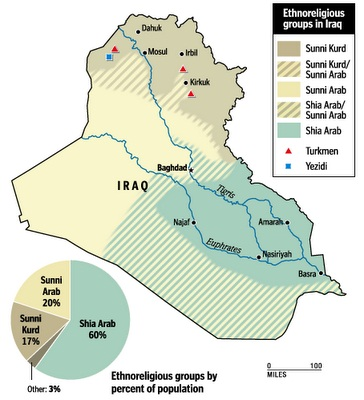 Ethnoreligious
groups in Iraq
Sunni Kurd
Sunni Kurd/
Sunni Arab
Sunni Arab
Shia Arab/
Sunni Arab
Shia Arab
Turkmen
Yezidi
Dahuk
Mosul
Irbil
Kirkuk
Baghdad
IRAQ
Tigris
Najaf
Amarah
Euphrates
Nasiriyah
Basra
Sunni
Arab
20%
Sunni
Kurd
17%
Shia Arab
60%
Other: 3%
Ethnoreligious groups by
percent of population
0 100
MILES